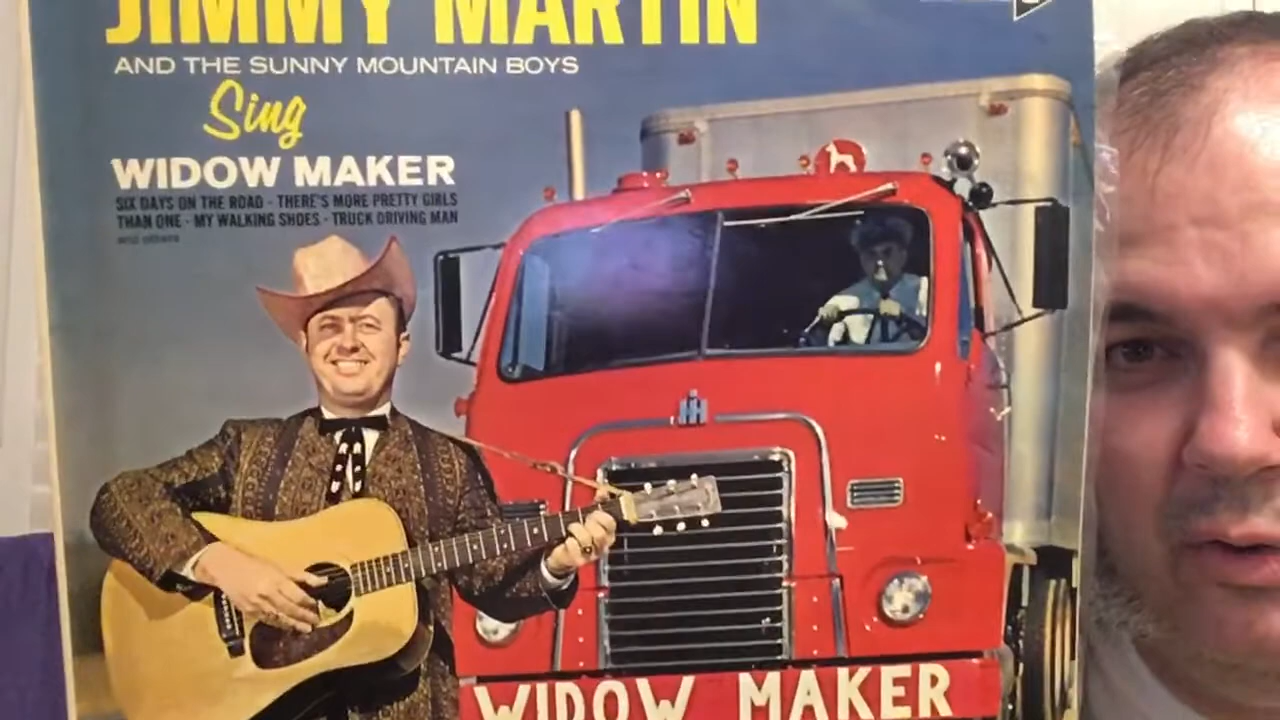 JIMMY MARTIN
AND THE SUNNY MOUNTAIN BOYS
Sing
WIDOW MAKER
SIX DAYS ON THE ROAD - THERE'S MORE PRETTY GIRLS
THAN ONE - MY WALKING SHOES - TRUCK DRIVING MAN
and others
IH
WIDOW MAKER